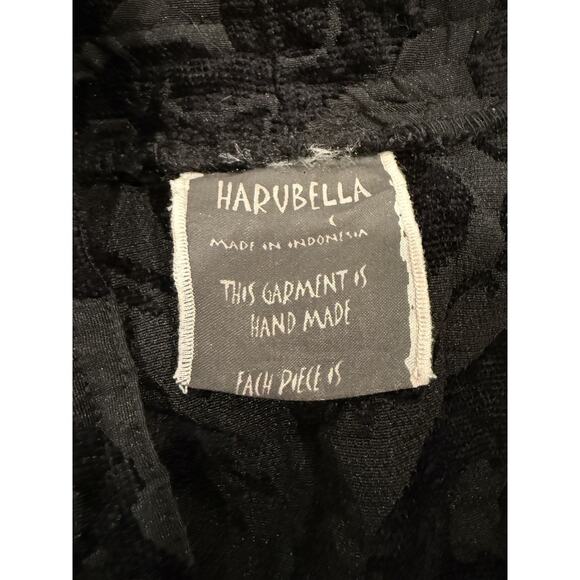 HARUBELLA
MADE IN INDONESIA
THIS GARMENT IS
HAND MADE
EACH PIECE IS